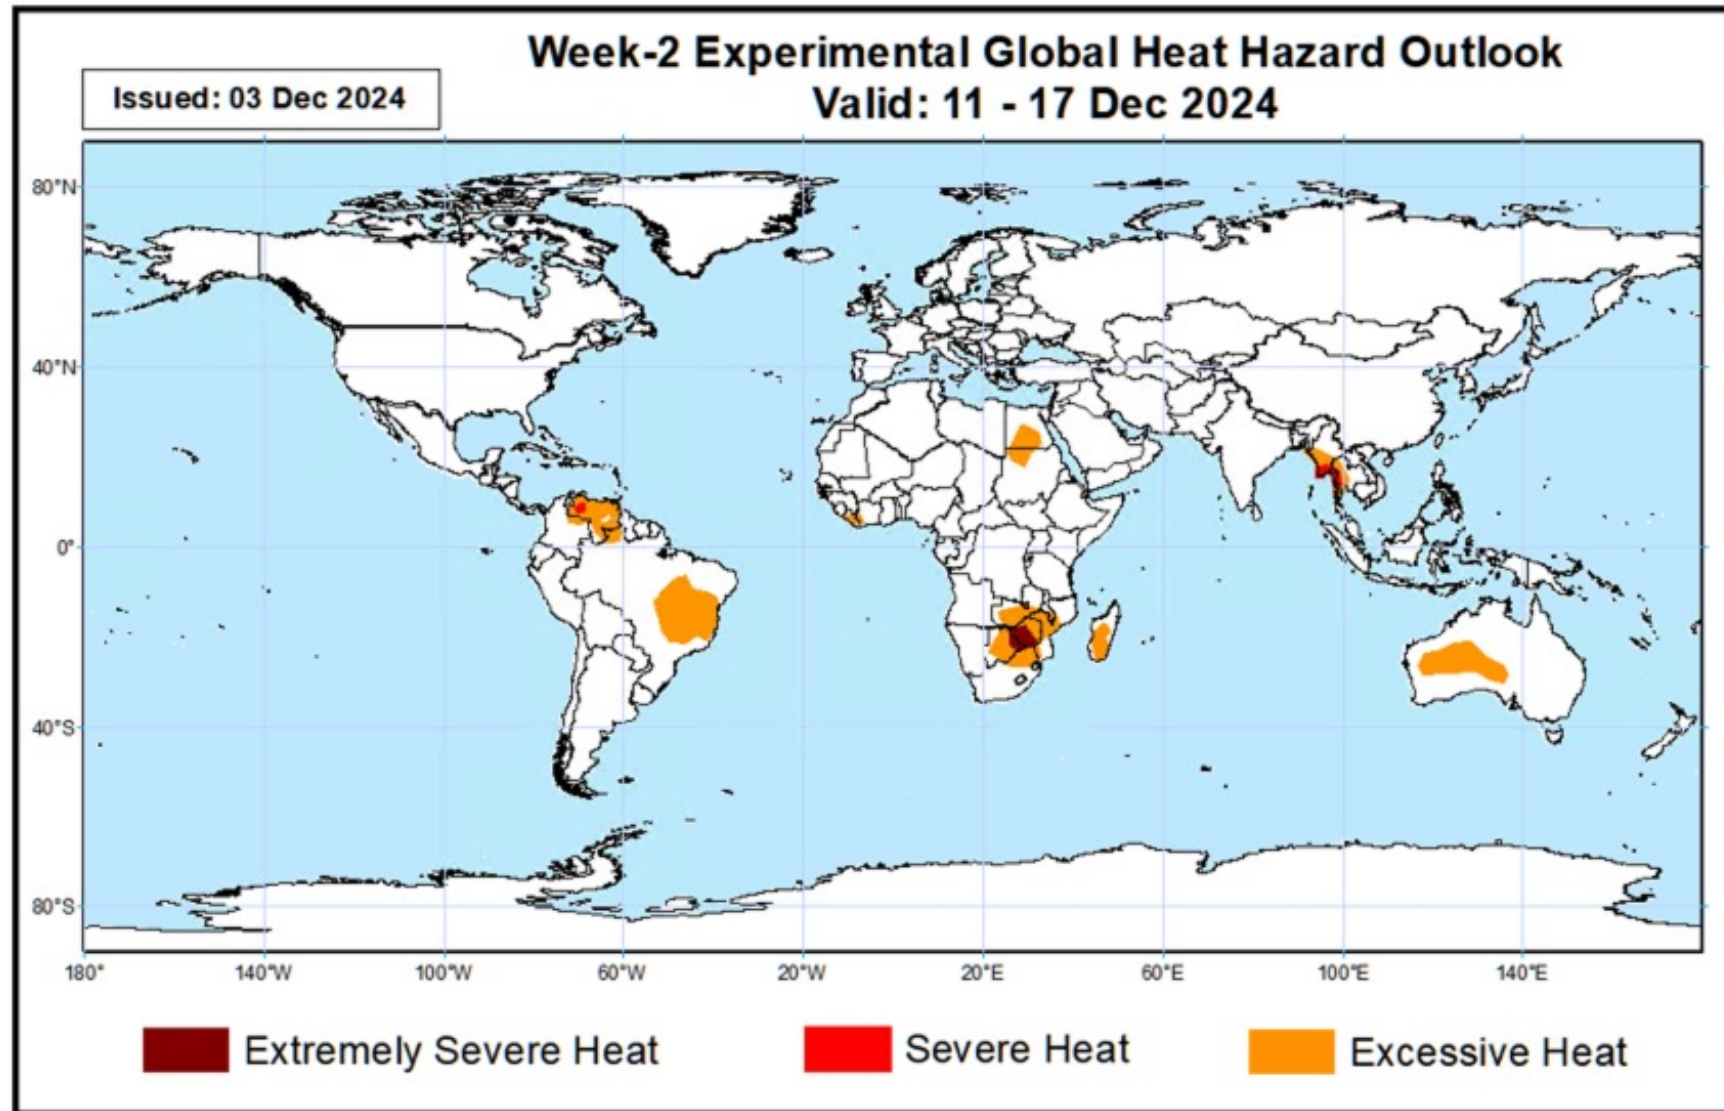 Week-2 Experimental Global Heat Hazard Outlook
Issued: 03 Dec 2024
Valid: 11 - 17 Dec 2024
80°N
40°N
0°
40°S
80°S
180°
140°W
100°W
60°W
20°W
20°E
60°E
100°E
140°E
Extremely Severe Heat
Severe Heat
Excessive Heat